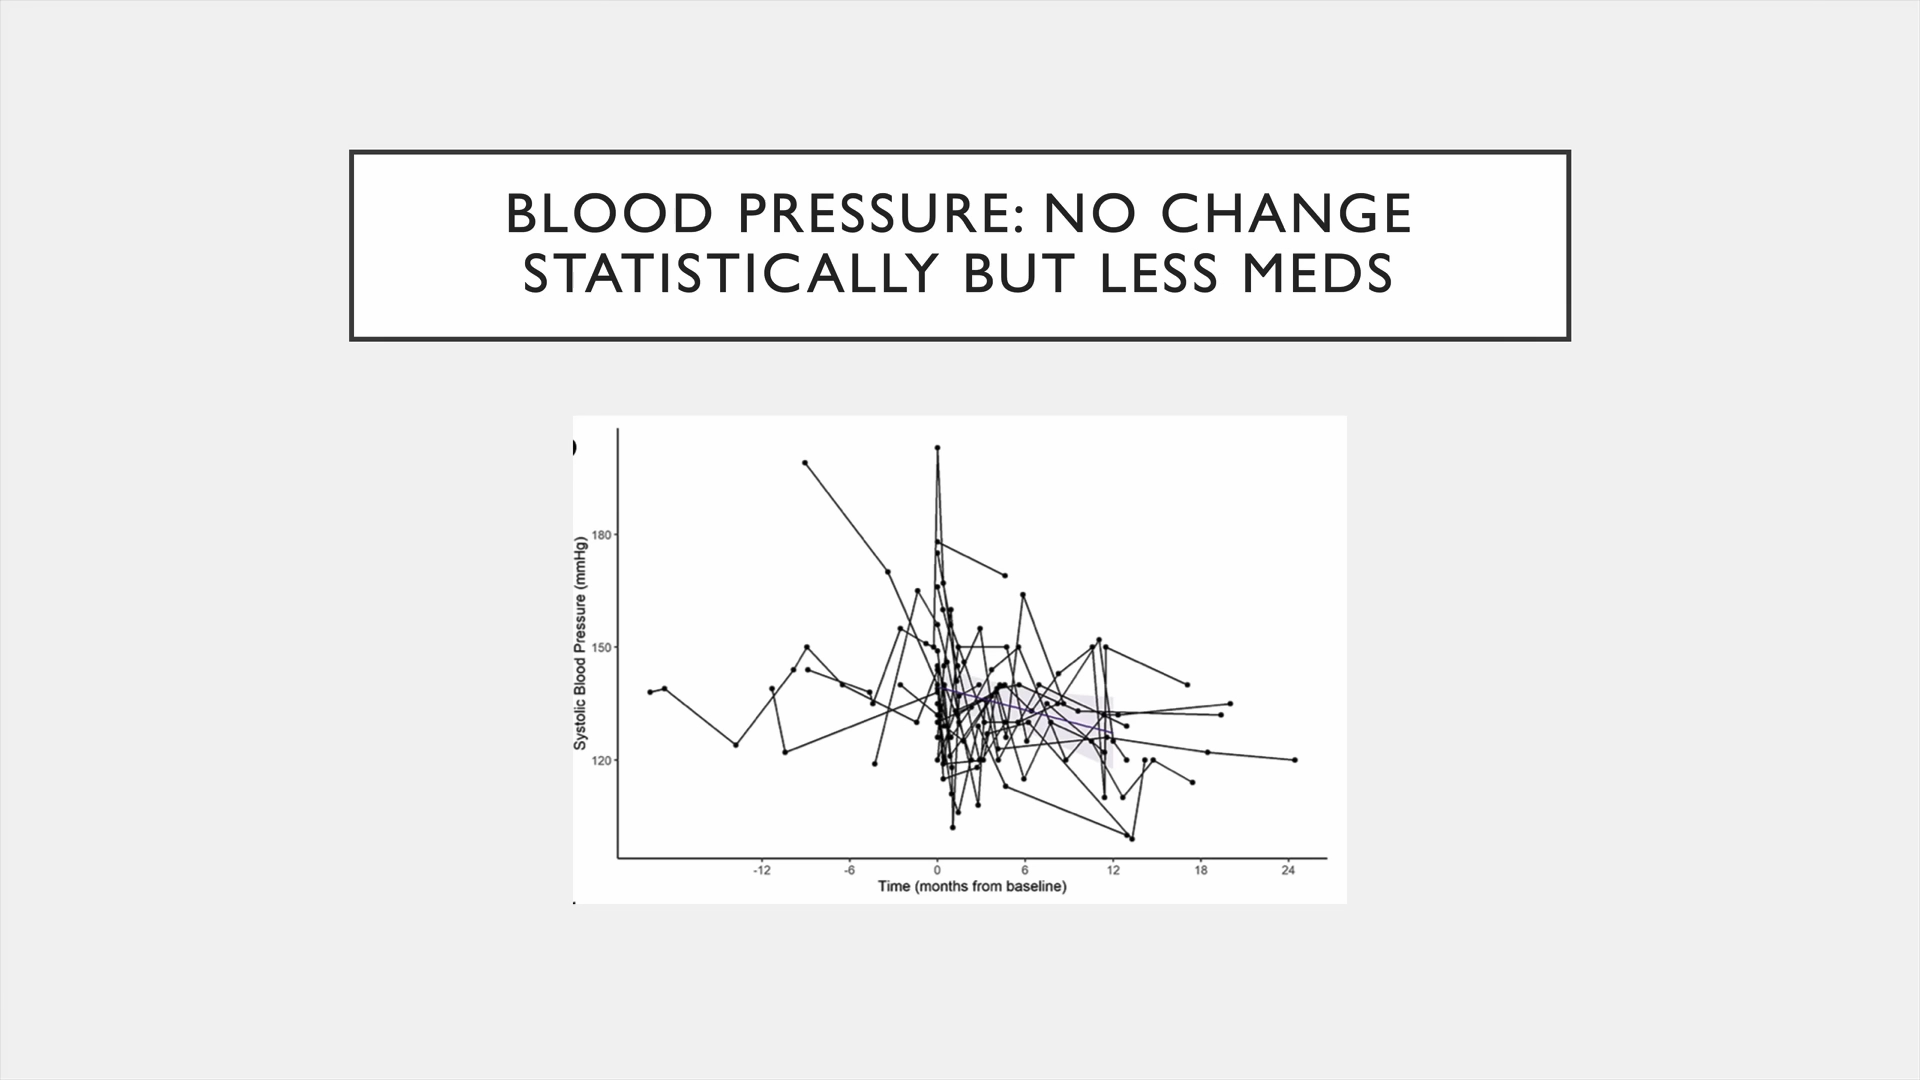 BLOOD PRESSURE: NO CHANGE
STATISTICALLY BUT LESS MEDS
)
Systolic Blood Pressure (mmHg)
180
150
120
-12 -6 0 6 12 18 24
Time (months from baseline)